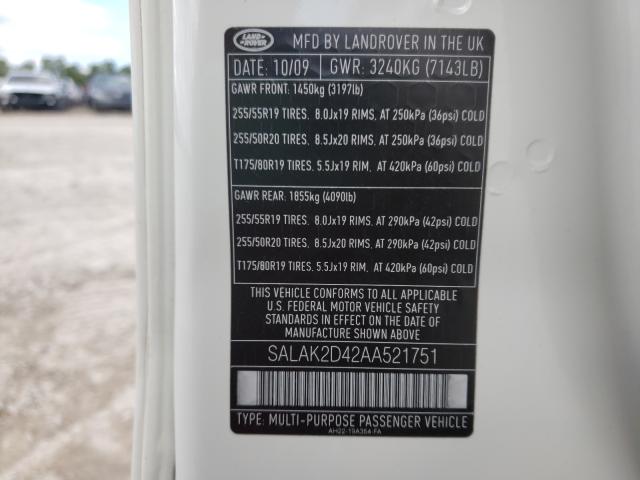 LAND ROVER
MFD BY LANDROVER IN THE UK
DATE: 10/09 GWR: 3240KG (7143LB)
GAWR FRONT: 1450kg (3197lb)
255/55R19 TIRES. 8.0Jx19 RIMS, AT 250kPa (36psi) COLD
255/50R20 TIRES. 8.5Jx20 RIMS, AT 250kPa (36psi) COLD
T175/80R19 TIRES, 5.5Jx19 RIM, AT 420kPa (60psi) COLD
GAWR REAR: 1855kg (4090lb)
255/55R19 TIRES. 8.0Jx19 RIMS, AT 290kPa (42psi) COLD
255/50R20 TIRES. 8.5Jx20 RIMS, AT 290kPa (42psi) COLD
T175/80R19 TIRES, 5.5Jx19 RIM, AT 420kPa (60psi) COLD
THIS VEHICLE CONFORMS TO ALL APPLICABLE
U.S. FEDERAL MOTOR VEHICLE SAFETY
STANDARDS IN EFFECT ON THE DATE OF
MANUFACTURE SHOWN ABOVE
SALAK2D42AA521751
TYPE: MULTI-PURPOSE PASSENGER VEHICLE
AH22-19A364-FA